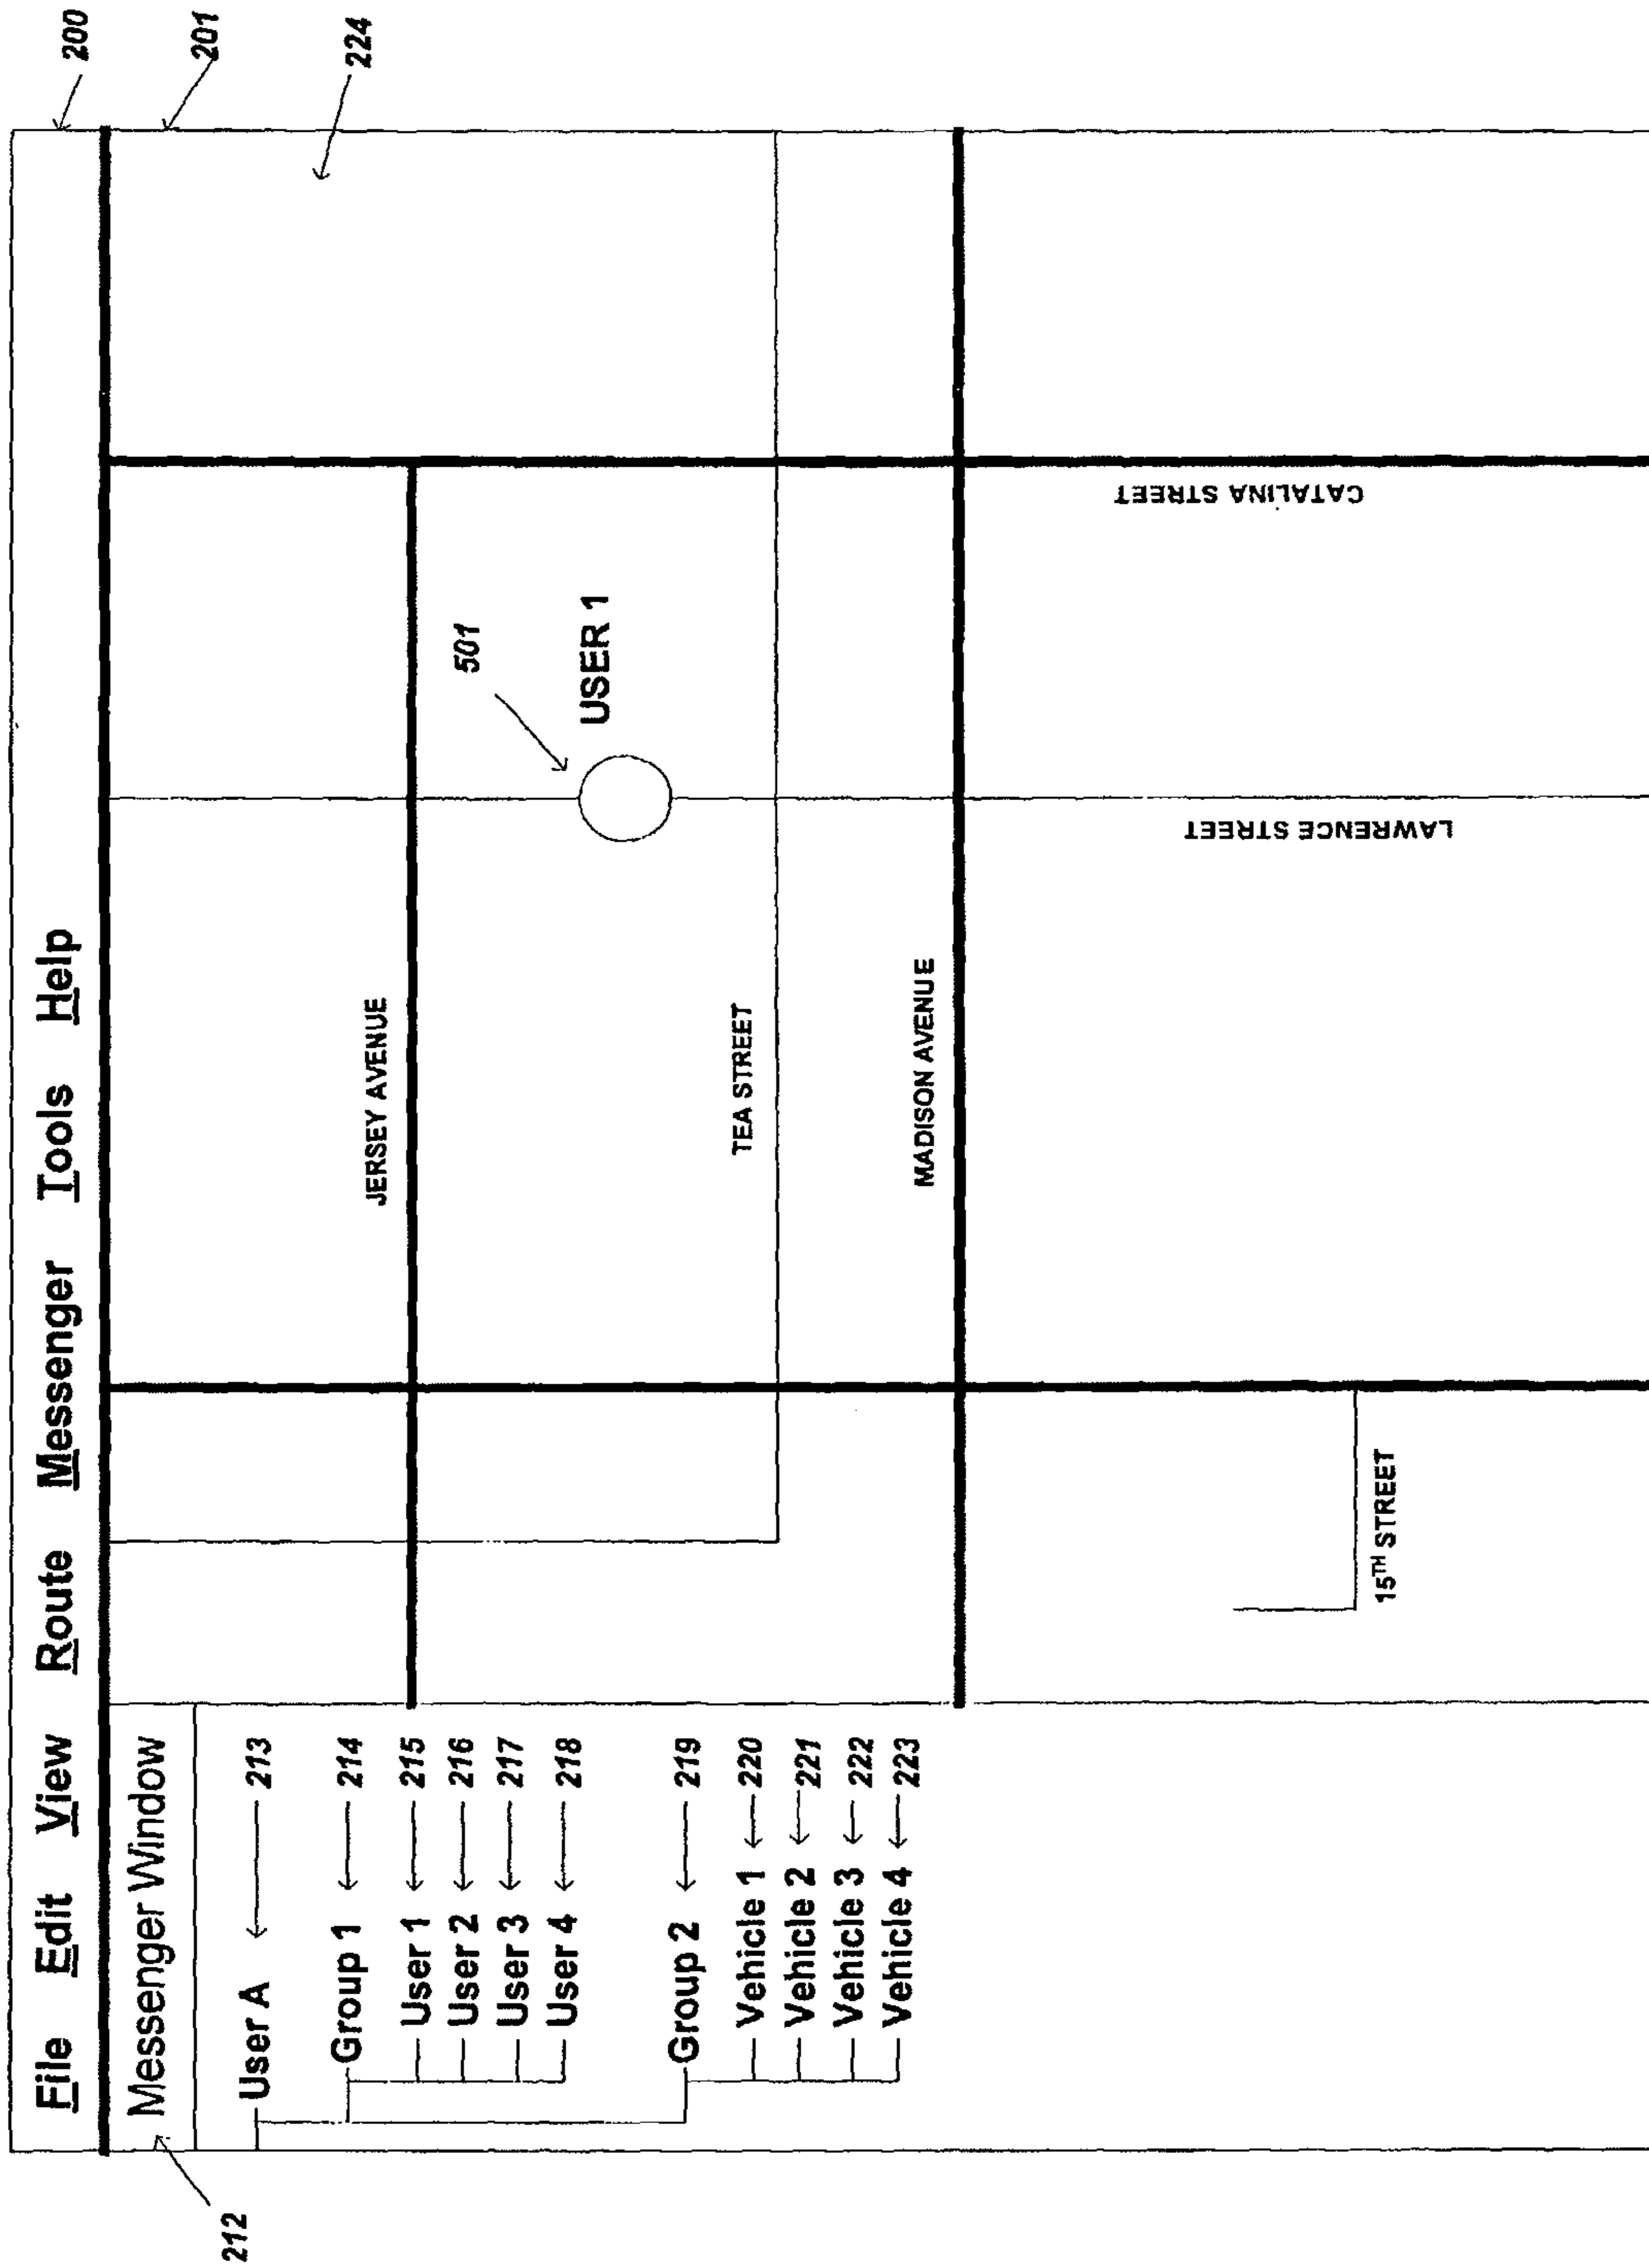 File Edit View Route Messenger Tools Help
200
201
224
212
Messenger Window
User A
213
Group 1
214
User 1
215
User 2
216
User 3
217
User 4
218
Group 2
219
Vehicle 1
220
Vehicle 2
221
Vehicle 3
222
Vehicle 4
223
JERSEY AVENUE
501
USER 1
TEA STREET
MADISON AVENUE
CATALINA STREET
LAWRENCE STREET
15TH STREET